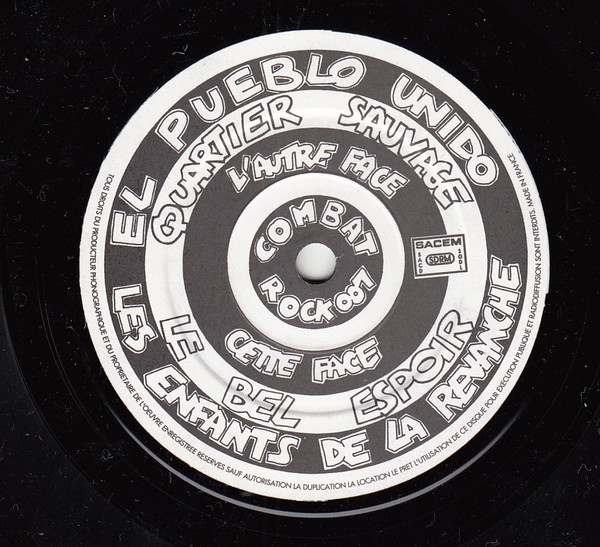 EL PUEBLO UNIDO
QUARTIER SAUVAGE
L'AUTRE FACE
COMBAT
ROCK 007
CETTE FACE
LE BEL ESPOIR
LES ENFANTS DE LA REVANCHE
SACEM
SACD
SDRM
SGDL
TOUS DROITS DU PRODUCTEUR PHONOGRAPHIQUE ET DU PROPRIETAIRE DE L'OEUVRE ENREGISTREE RESERVES SAUF AUTORISATION LA DUPLICATION LA LOCATION LE PRET L'UTILISATION DE CE DISQUE POUR EXECUTION PUBLIQUE ET RADIODIFFUSION SONT INTERDITS. MADE IN FRANCE